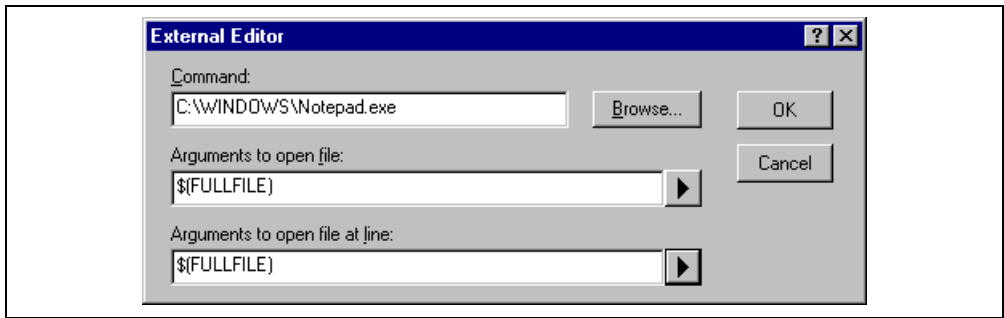 External Editor
Command:
C:\WINDOWS\Notepad.exe
Browse...
OK
Arguments to open file:
Cancel
$(FULLFILE)
Arguments to open file at line:
$(FULLFILE)